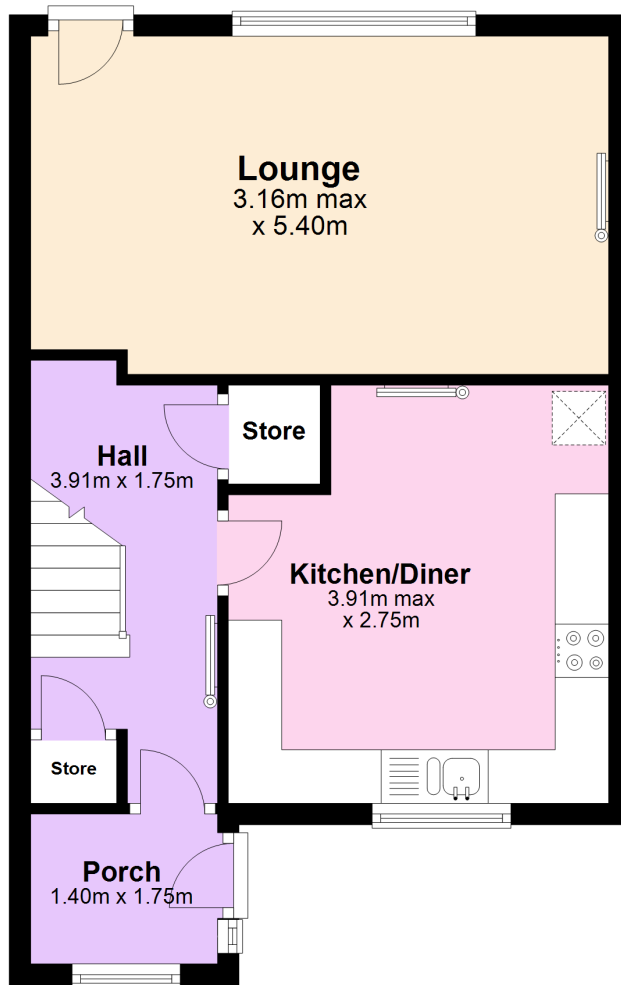 Lounge
3.16m max
x 5.40m
Store
Hall
3.91m x 1.75m
Kitchen/Diner
3.91m max
x 2.75m
Store
Porch
1.40m x 1.75m